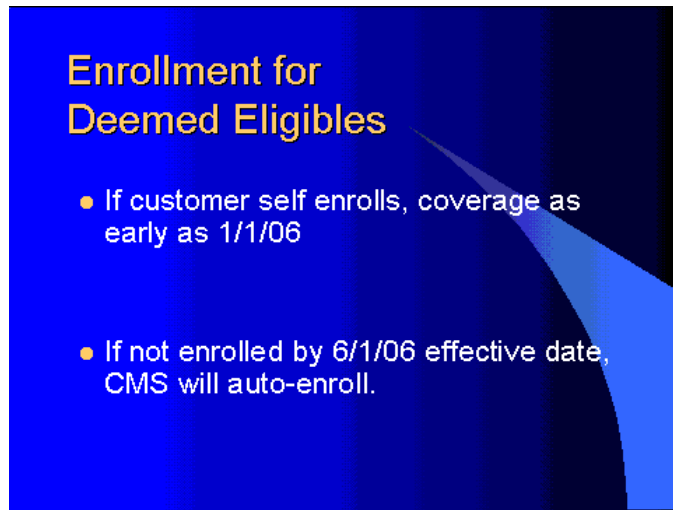 Enrollment for
Deemed Eligibles
If customer self enrolls, coverage as
early as 1/1/06
If not enrolled by 6/1/06 effective date,
CMS will auto-enroll.